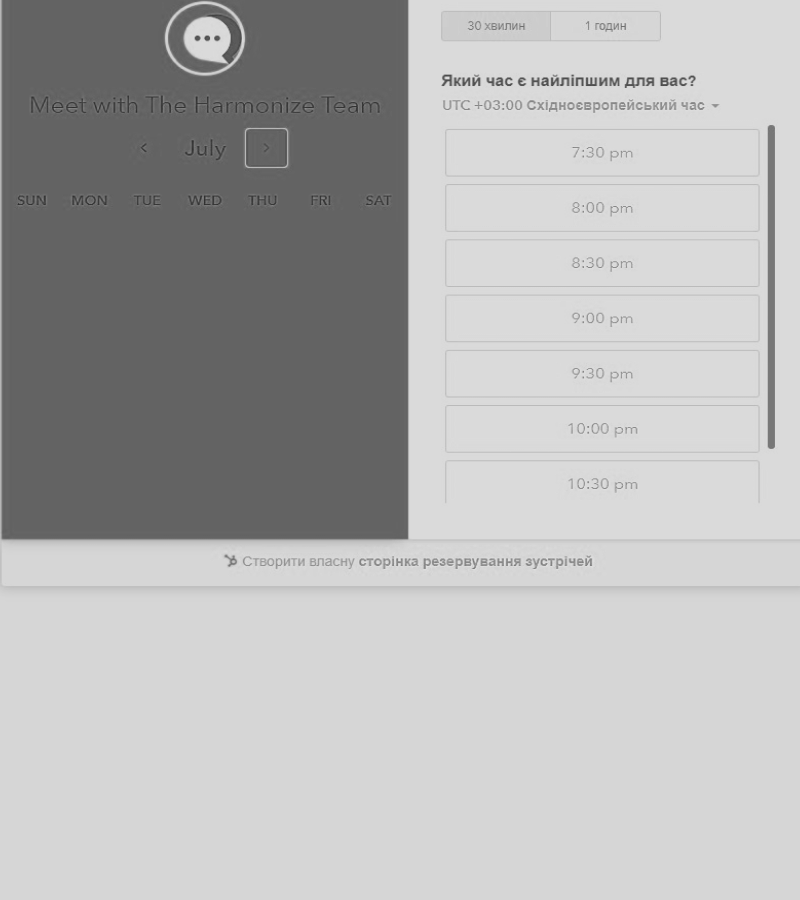 Meet with The Harmonize Team
< July >
SUN MON TUE WED THU FRI SAT
30 хвилин 1 годин
Який час є найліпшим для вас?
UTC +03:00 Східноєвропейський час
7:30 pm
8:00 pm
8:30 pm
9:00 pm
9:30 pm
10:00 pm
10:30 pm
Створити власну сторінка резервування зустрічей